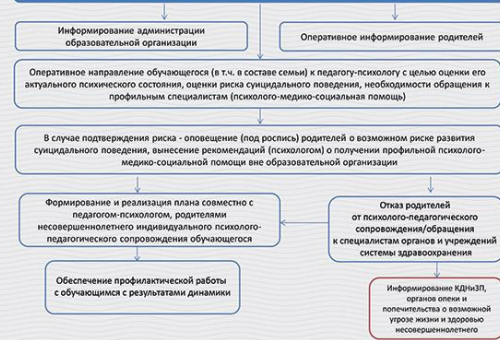 Информирование администрации
образовательной организации
Оперативное информирование родителей
Оперативное направление обучающегося (в т.ч. в составе семьи) к педагогу-психологу с целью оценки его
актуального психического состояния, оценки риска суицидального поведения, необходимости обращения к
профильным специалистам (психолого-медико-социальная помощь)
В случае подтверждения риска - оповещение (под роспись) родителей о возможном риске развития
суицидального поведения, вынесение рекомендаций (психологом) о получении профильной психолого-
медико-социальной помощи вне образовательной организации
Формирование и реализация плана совместно с
педагогом-психологом, родителями
несовершеннолетнего индивидуального психолого-
педагогического сопровождения обучающегося
Отказ родителей
от психолого-педагогического
сопровождения/обращения
к специалистам органов и учреждений
системы здравоохранения
Обеспечение профилактической работы
с обучающимся с результатами динамики
Информирование КДНиЗП,
органов опеки и
попечительства о возможной
угрозе жизни и здоровью
несовершеннолетнего